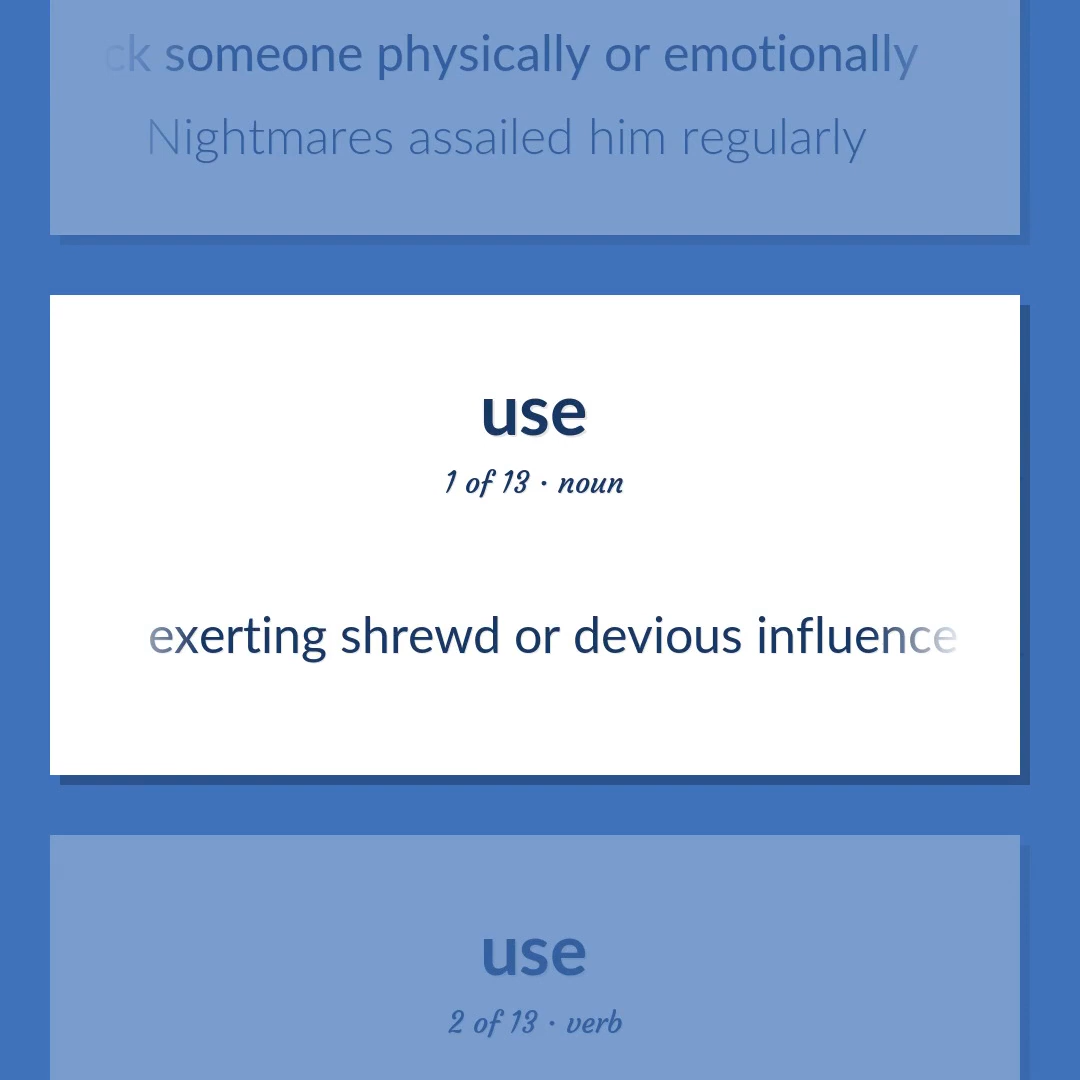 ck someone physically or emotionally
Nightmares assailed him regularly
use
1 of 13 · noun
exerting shrewd or devious influence
use
2 of 13 · verb